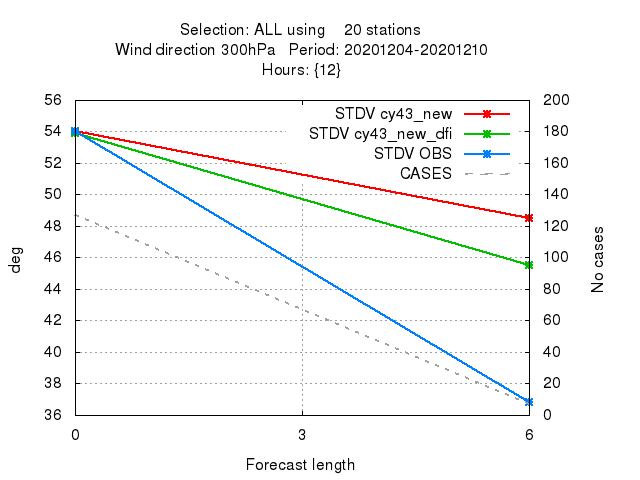 Selection: ALL using    20 stations
Wind direction 300hPa   Period: 20201204-20201210
Hours: {12}
STDV cy43_new
STDV cy43_new_dfi
STDV OBS
CASES
56
54
52
50
48
46
44
42
40
38
36
200
180
160
140
120
100
80
60
40
20
0
deg
No cases
0 3 6
Forecast length